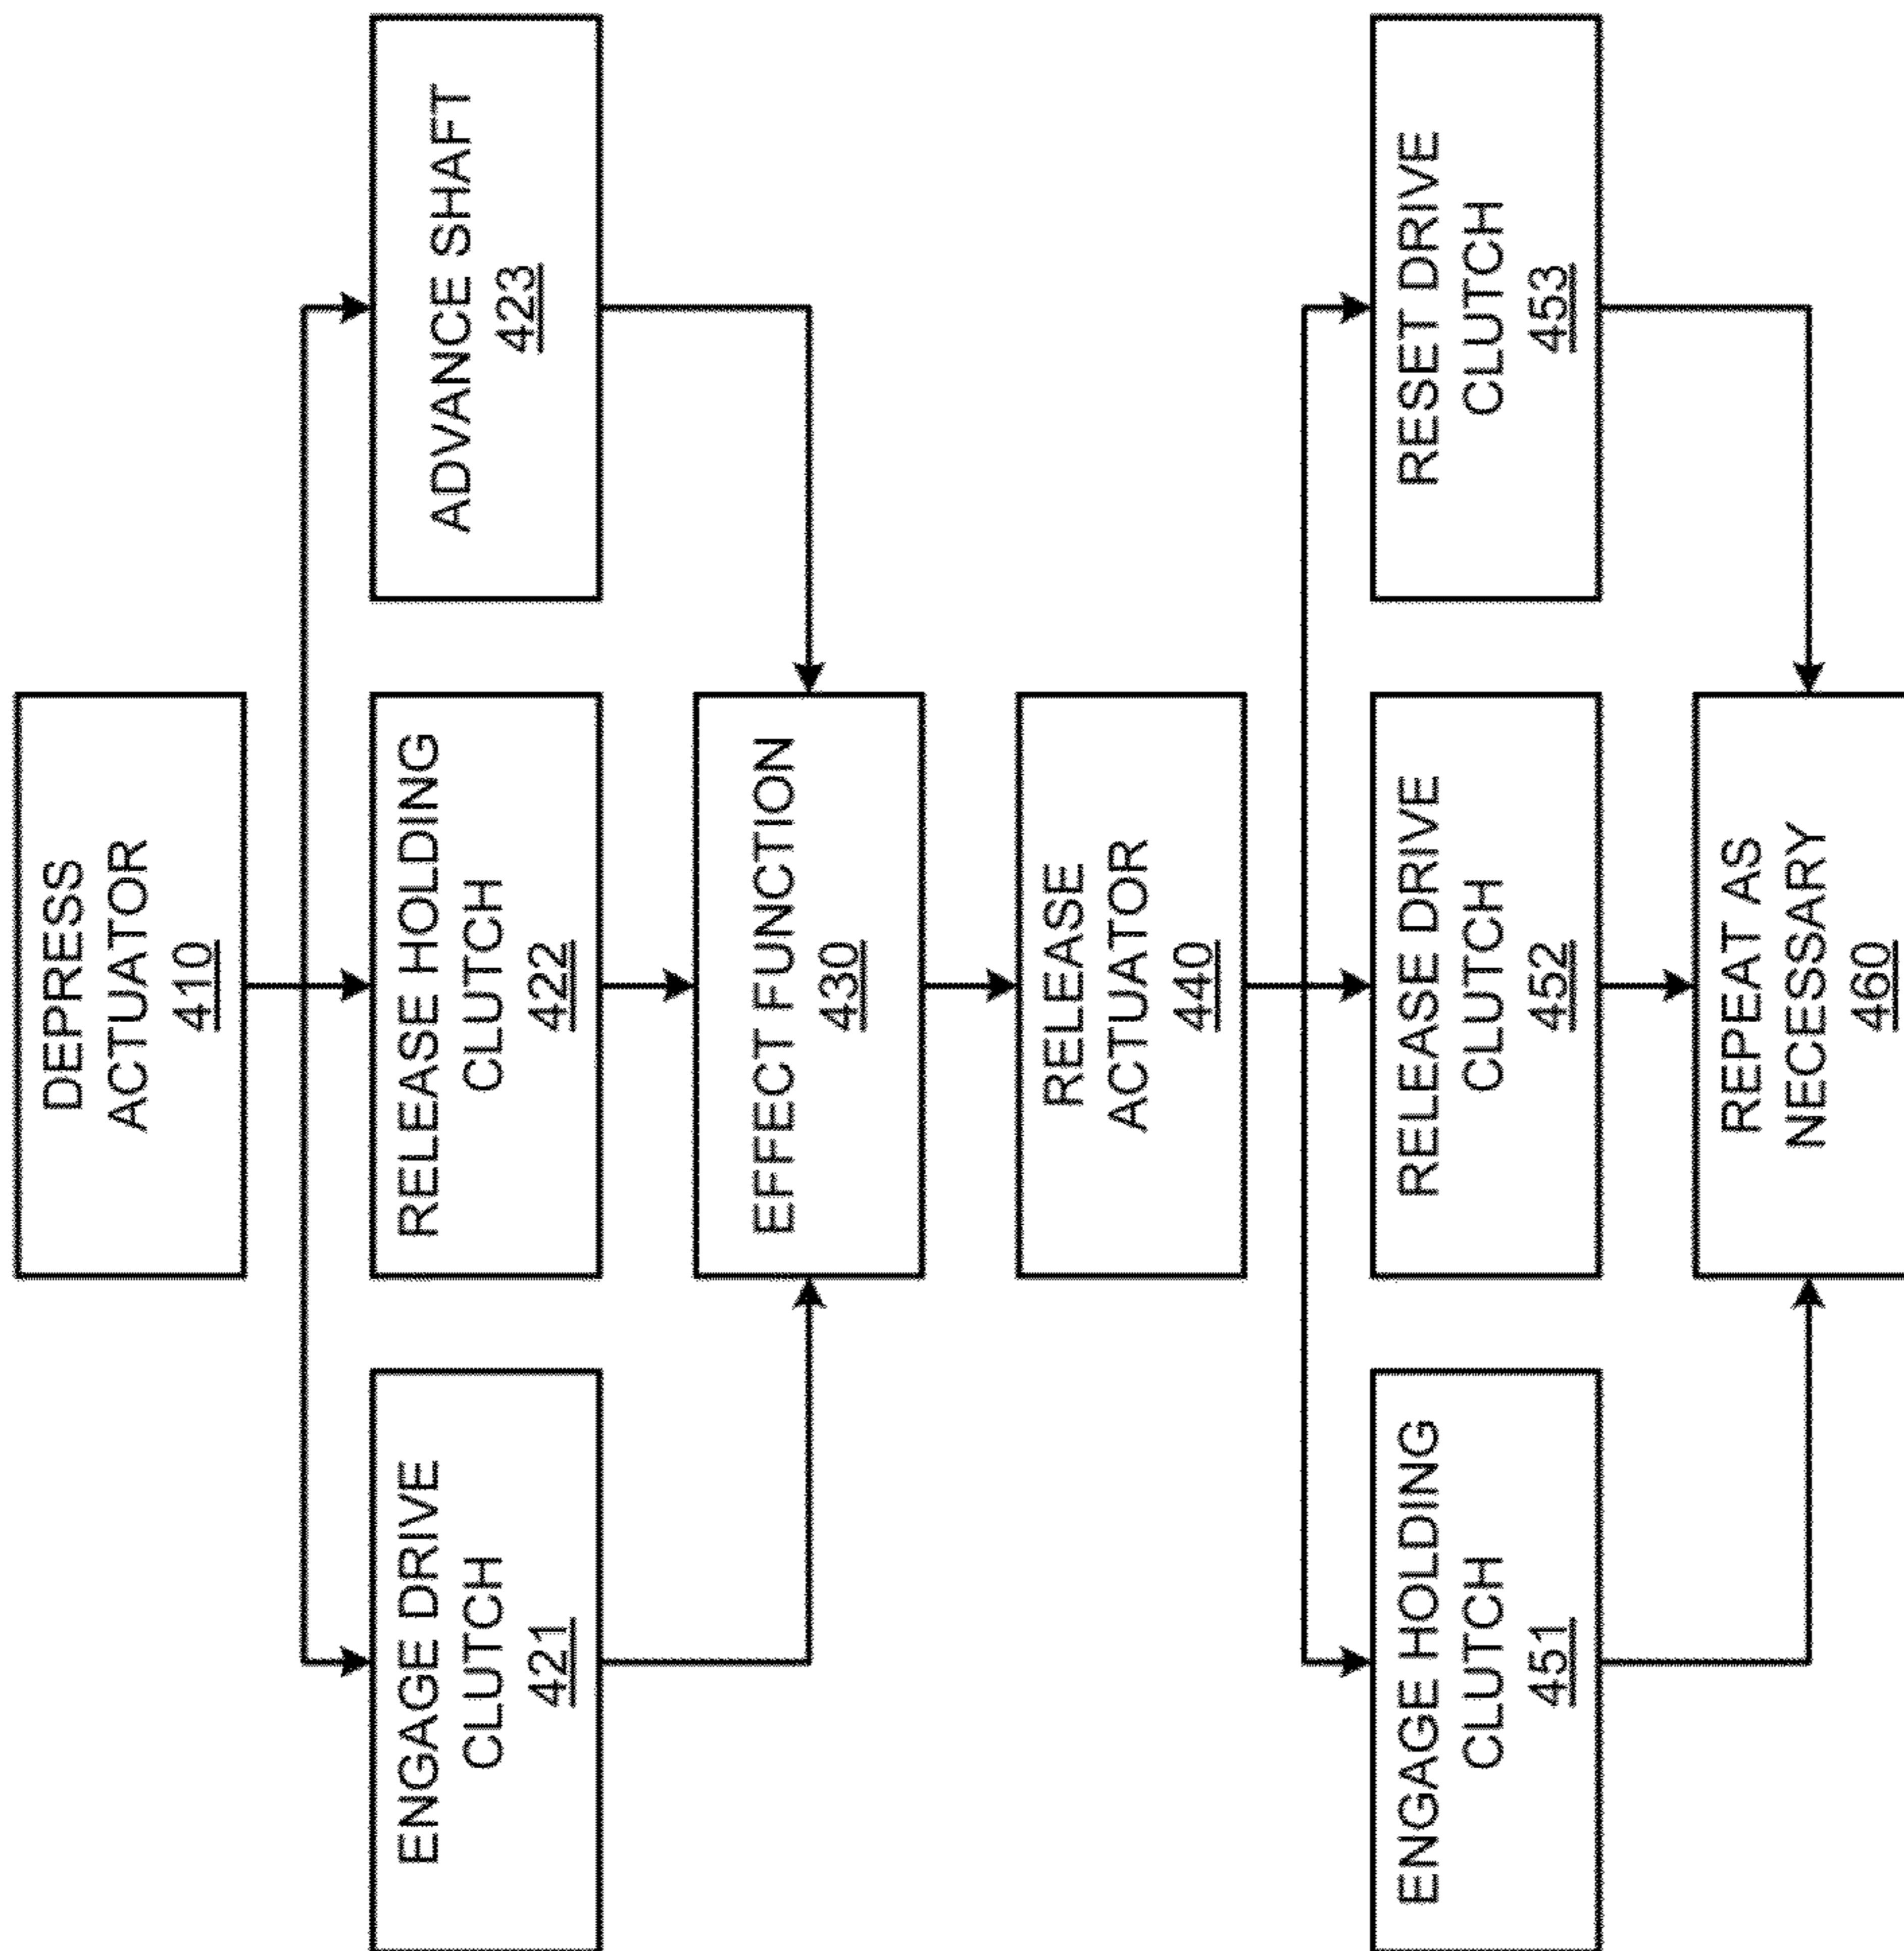 DEPRESS
ACTUATOR
410
ENGAGE DRIVE
CLUTCH
421
RELEASE HOLDING
CLUTCH
422
ADVANCE SHAFT
423
EFFECT FUNCTION
430
RELEASE
ACTUATOR
440
ENGAGE HOLDING
CLUTCH
451
RELEASE DRIVE
CLUTCH
452
RESET DRIVE
CLUTCH
453
REPEAT AS
NECESSARY
460